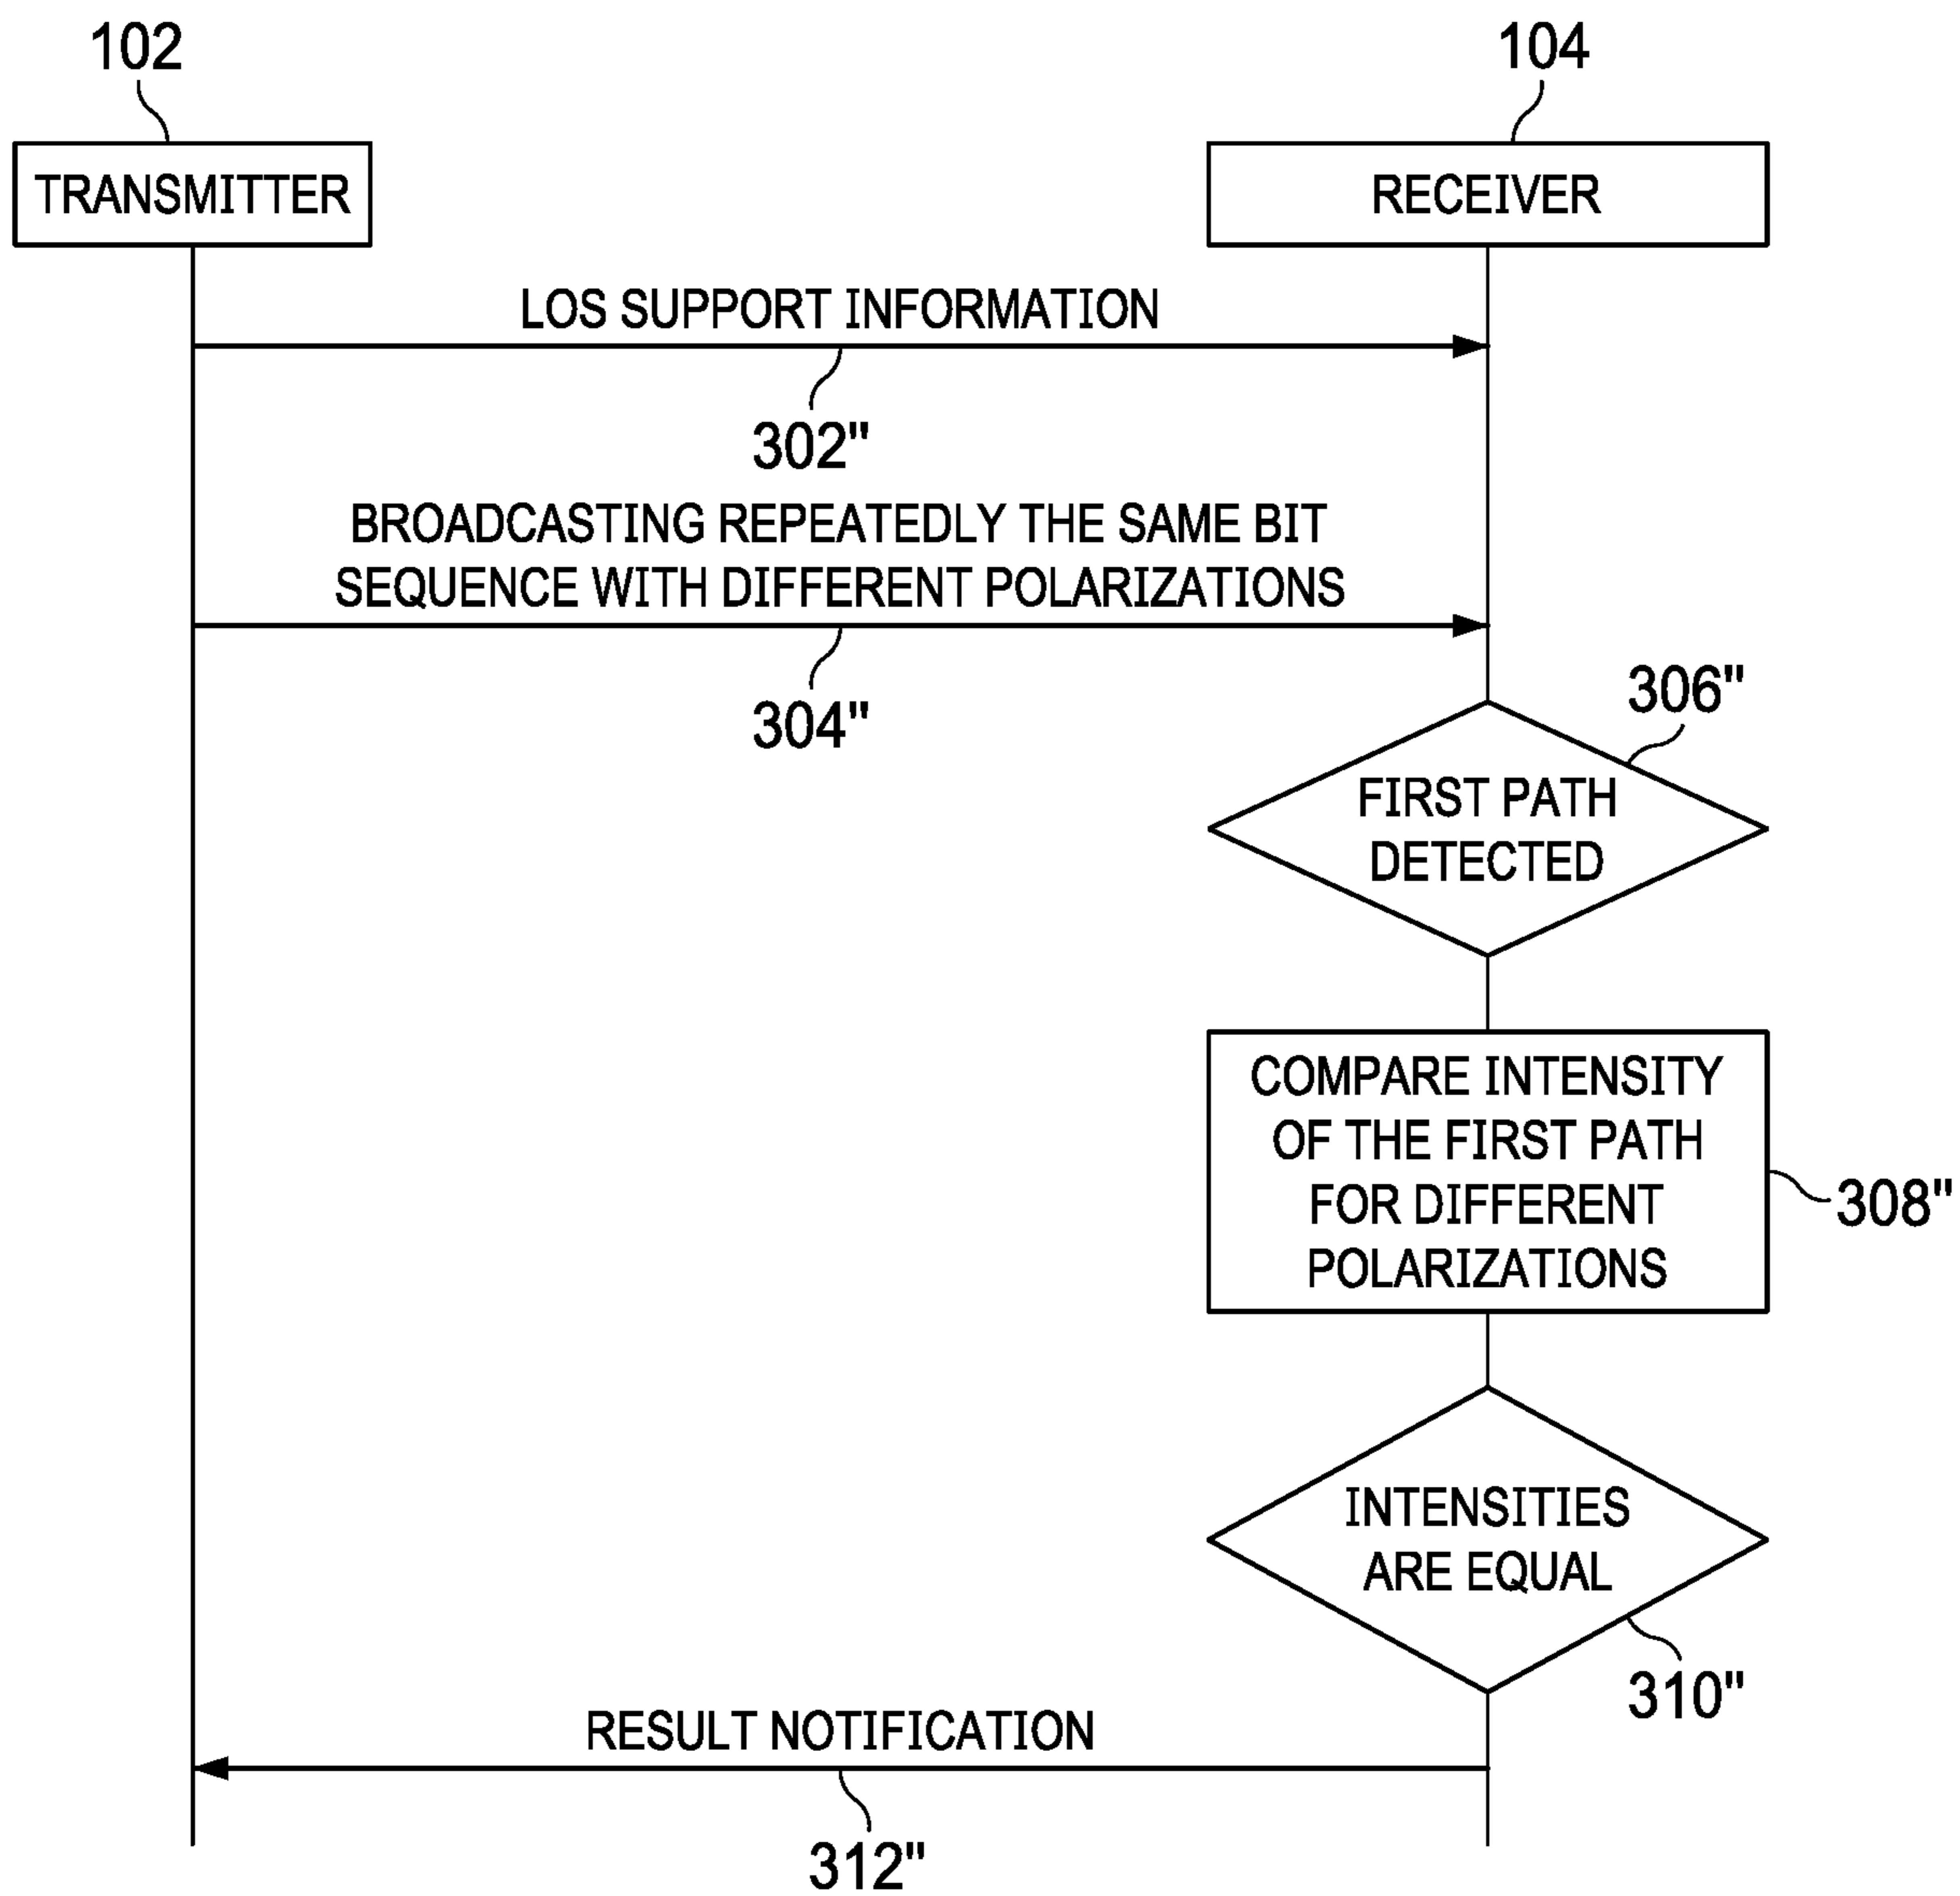 102
104
TRANSMITTER
RECEIVER
LOS SUPPORT INFORMATION
302"
BROADCASTING REPEATEDLY THE SAME BIT
SEQUENCE WITH DIFFERENT POLARIZATIONS
304"
306"
FIRST PATH
DETECTED
COMPARE INTENSITY
OF THE FIRST PATH
FOR DIFFERENT
POLARIZATIONS
308"
INTENSITIES
ARE EQUAL
310"
RESULT NOTIFICATION
312"